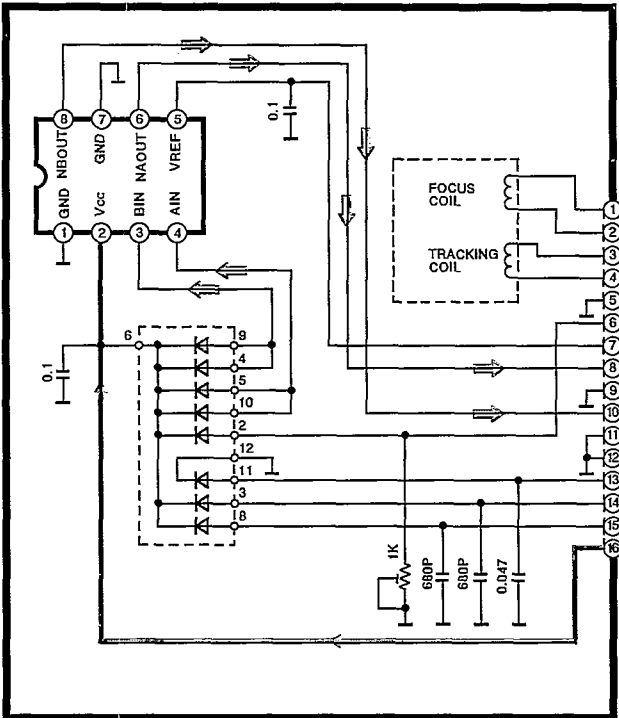 8 7 6 5
NBOUT GND NAOUT VREF
GND Vcc BIN AIN
1 2 3 4
0.1
FOCUS
COIL
TRACKING
COIL
1
2
3
4
5
6
7
8
9
10
11
12
13
14
15
16
0.1
6
9
4
5
10
2
12
11
3
8
1K
680P
680P
0.047